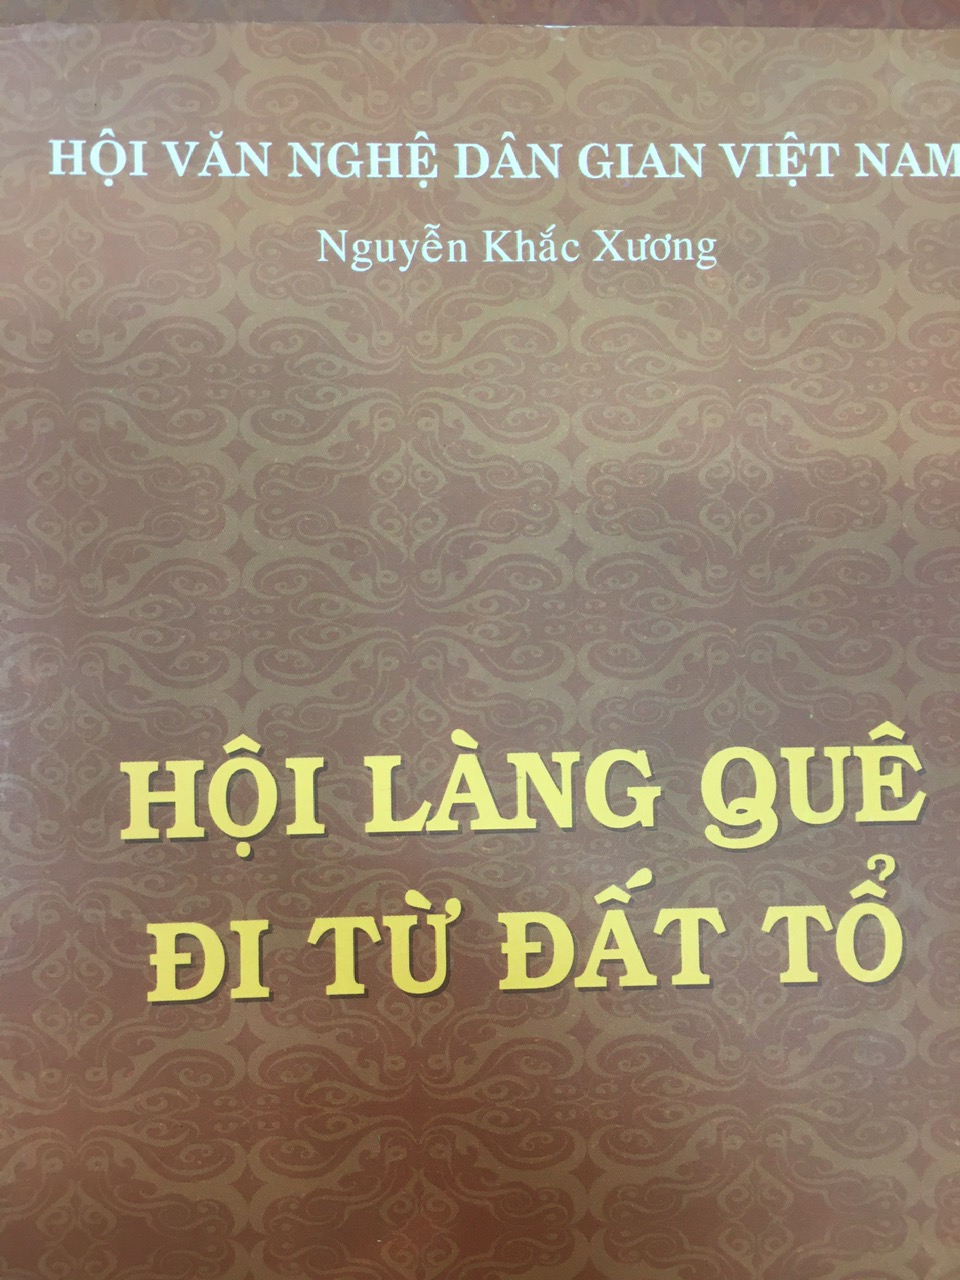 HỘI VĂN NGHỆ DÂN GIAN VIỆT NAM
Nguyễn Khắc Xương
HỘI LÀNG QUÊ
ĐI TỪ ĐẤT TỔ